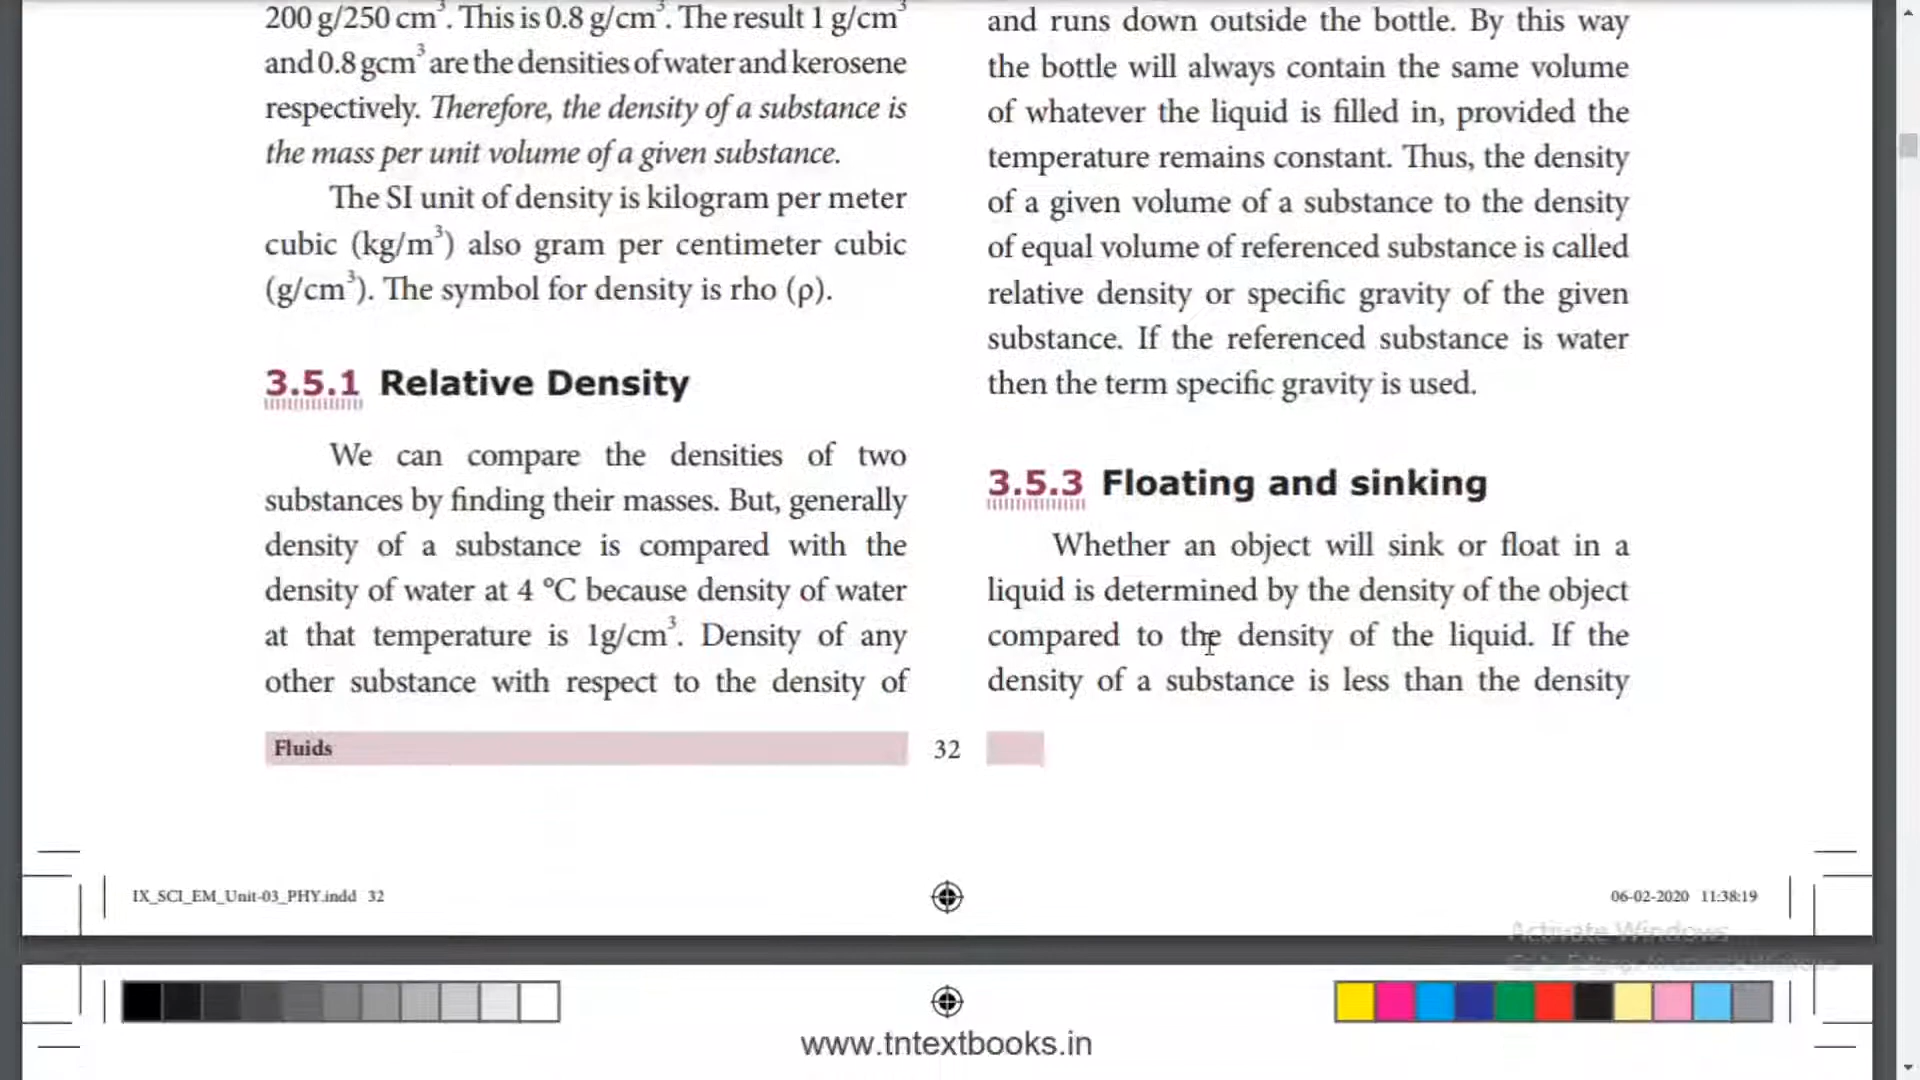 200 g/250 cm³. This is 0.8 g/cm³. The result 1 g/cm³
and 0.8 gcm³ are the densities of water and kerosene
respectively. Therefore, the density of a substance is
the mass per unit volume of a given substance.
The SI unit of density is kilogram per meter
cubic (kg/m³) also gram per centimeter cubic
(g/cm³). The symbol for density is rho (ρ).
3.5.1 Relative Density
We can compare the densities of two
substances by finding their masses. But, generally
density of a substance is compared with the
density of water at 4 °C because density of water
at that temperature is 1g/cm³. Density of any
other substance with respect to the density of
and runs down outside the bottle. By this way
the bottle will always contain the same volume
of whatever the liquid is filled in, provided the
temperature remains constant. Thus, the density
of a given volume of a substance to the density
of equal volume of referenced substance is called
relative density or specific gravity of the given
substance. If the referenced substance is water
then the term specific gravity is used.
3.5.3 Floating and sinking
Whether an object will sink or float in a
liquid is determined by the density of the object
compared to the density of the liquid. If the
density of a substance is less than the density
Fluids 32
IX_SCI_EM_Unit-03_PHY.indd 32
06-02-2020 11:38:19
Activate Windows
www.tntextbooks.in